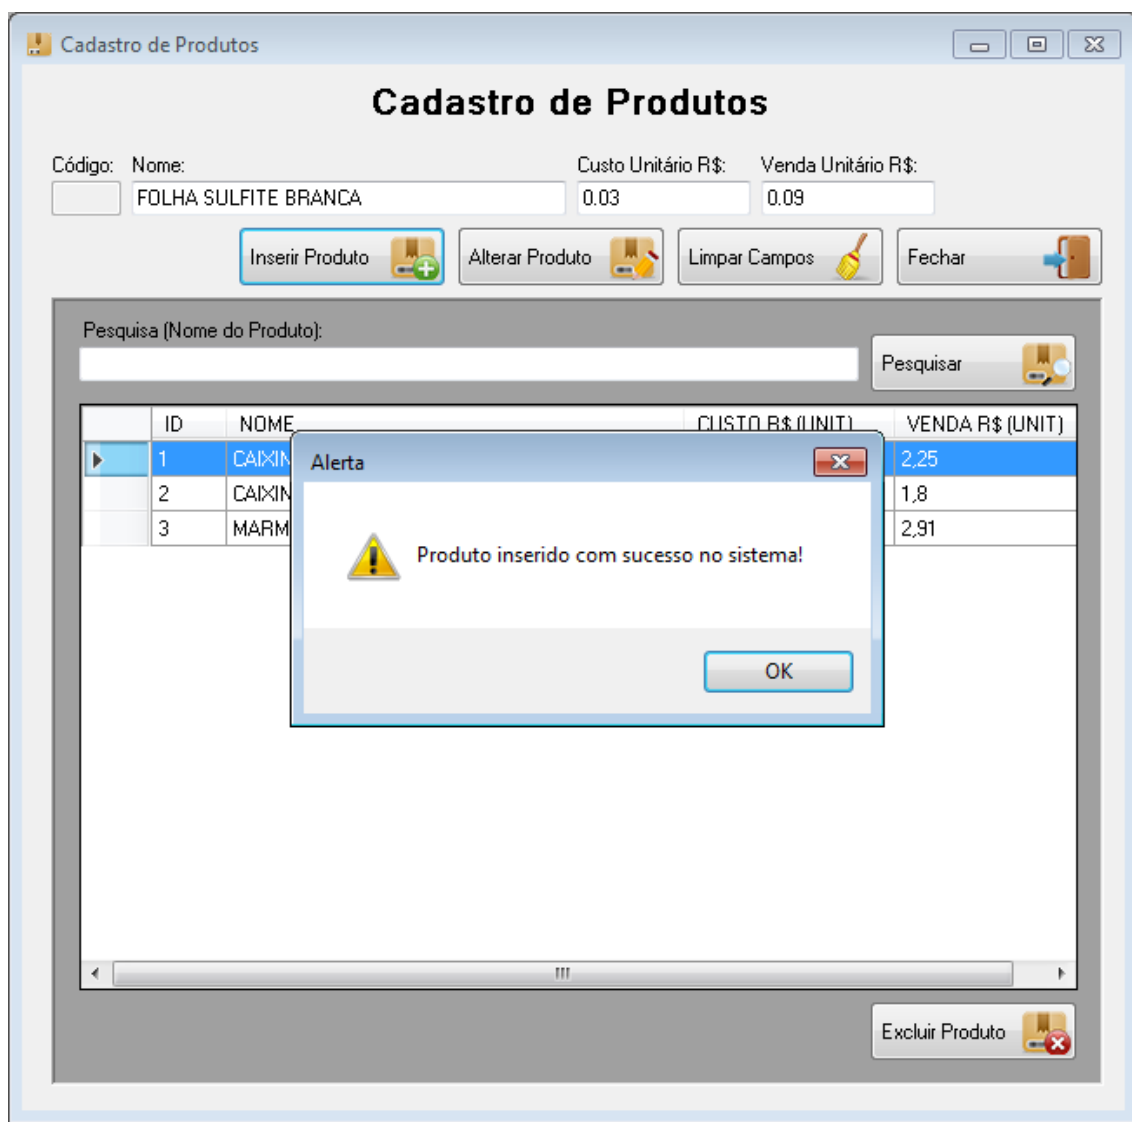 Cadastro de Produtos
Cadastro de Produtos
Código: Nome: Custo Unitário R$: Venda Unitário R$:
FOLHA SULFITE BRANCA 0.03 0.09
Inserir Produto Alterar Produto Limpar Campos Fechar
Pesquisa (Nome do Produto):
Pesquisar
ID NOME CUSTO R$ (UNIT) VENDA R$ (UNIT)
1 CAIXIN 2,25
2 CAIXIN 1,8
3 MARM 2,91
Alerta
Produto inserido com sucesso no sistema!
OK
Excluir Produto